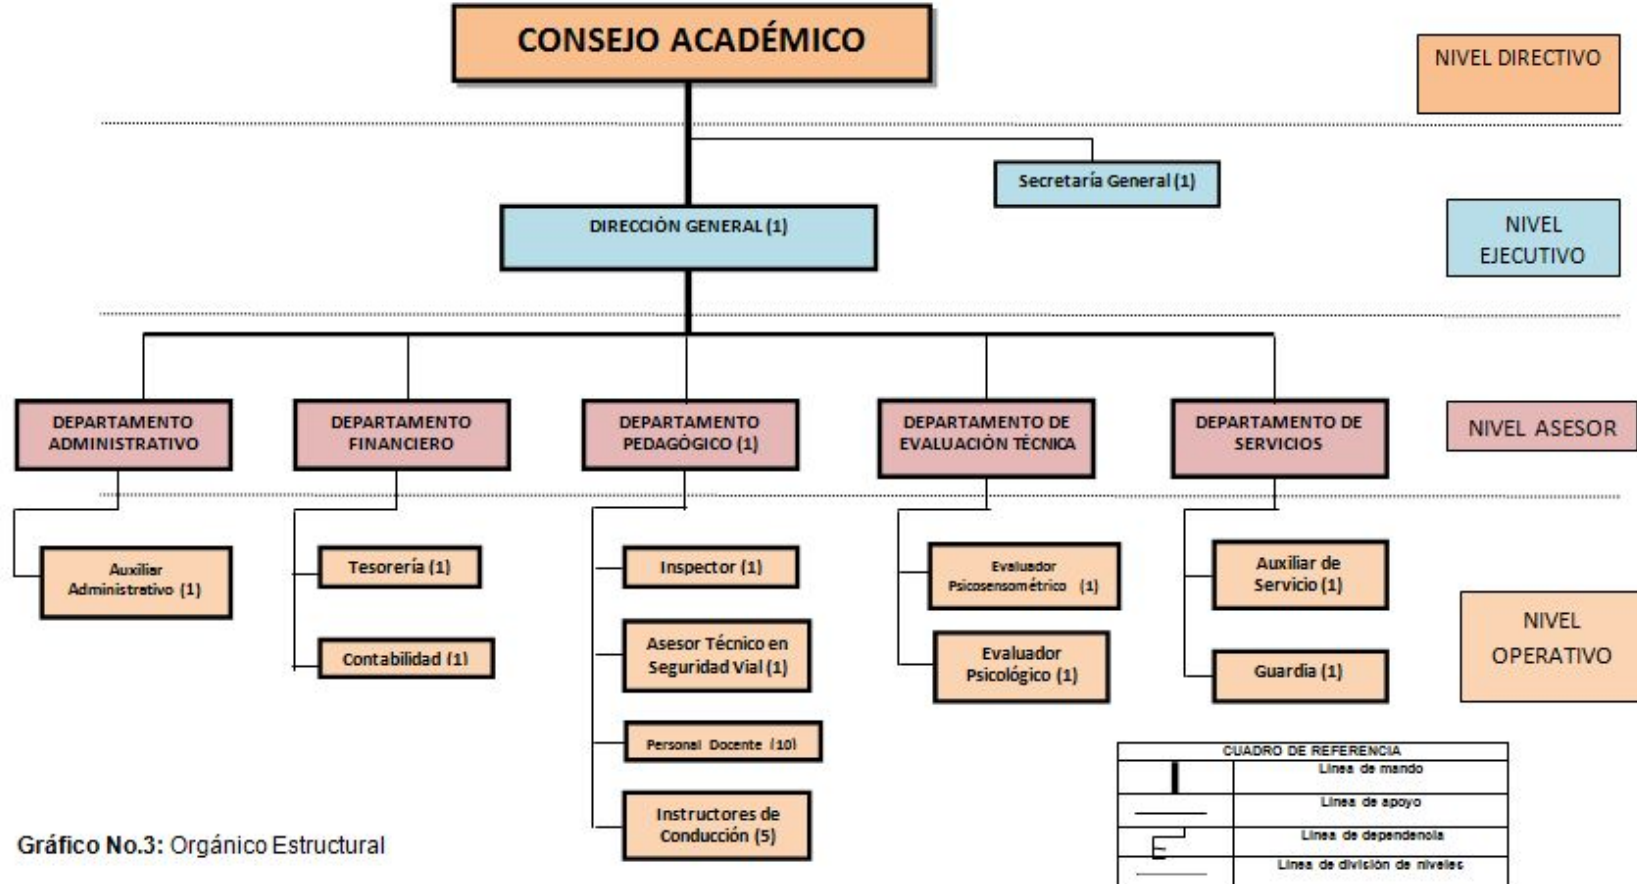 CONSEJO ACADÉMICO
NIVEL DIRECTIVO
Secretaría General (1)
DIRECCIÓN GENERAL (1)
NIVEL
EJECUTIVO
DEPARTAMENTO
ADMINISTRATIVO
DEPARTAMENTO
FINANCIERO
DEPARTAMENTO
PEDAGÓGICO (1)
DEPARTAMENTO DE
EVALUACIÓN TÉCNICA
DEPARTAMENTO DE
SERVICIOS
NIVEL ASESOR
Auxiliar
Administrativo (1)
Tesorería (1)
Contabilidad (1)
Inspector (1)
Asesor Técnico en
Seguridad Vial (1)
Personal Docente (10)
Instructores de
Conducción (5)
Evaluador
Psicosensométrico (1)
Evaluador
Psicológico (1)
Auxiliar de
Servicio (1)
Guardia (1)
NIVEL
OPERATIVO
CUADRO DE REFERENCIA
Línea de mando
Línea de apoyo
Línea de dependencia
Línea de división de niveles
Gráfico No.3: Orgánico Estructural